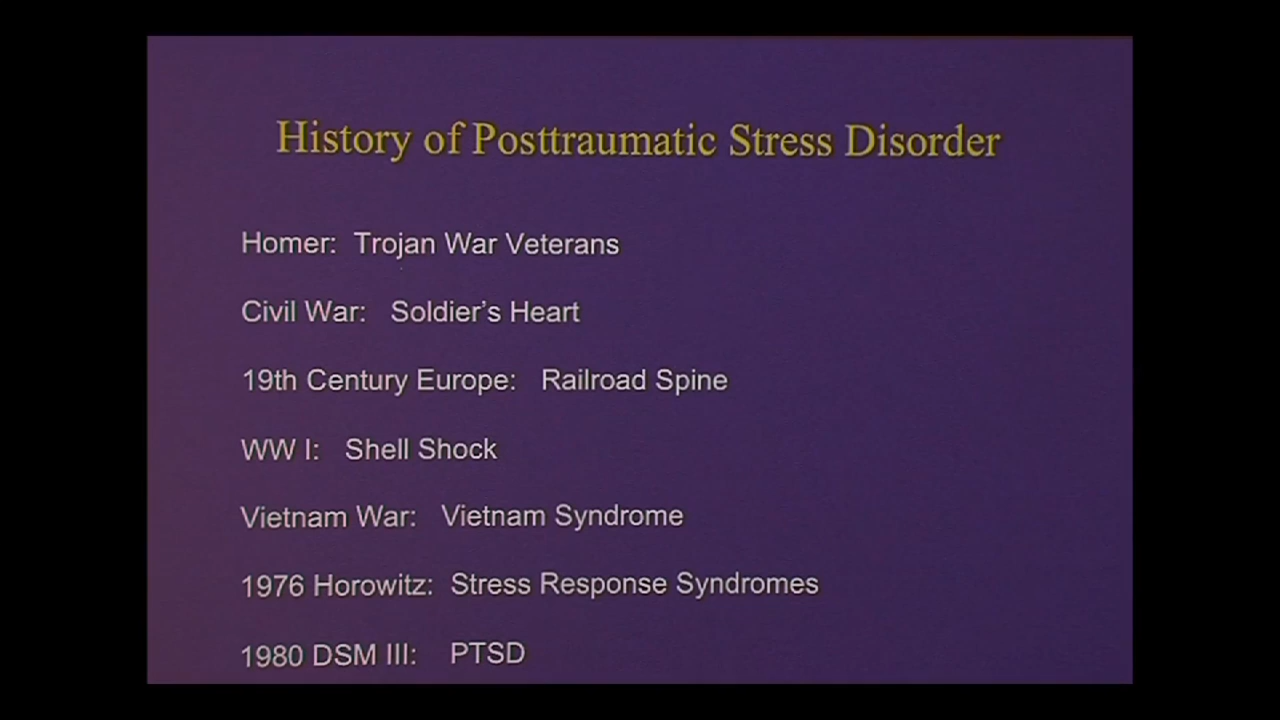 History of Posttraumatic Stress Disorder
Homer: Trojan War Veterans
Civil War: Soldier’s Heart
19th Century Europe: Railroad Spine
WW I: Shell Shock
Vietnam War: Vietnam Syndrome
1976 Horowitz: Stress Response Syndromes
1980 DSM III: PTSD